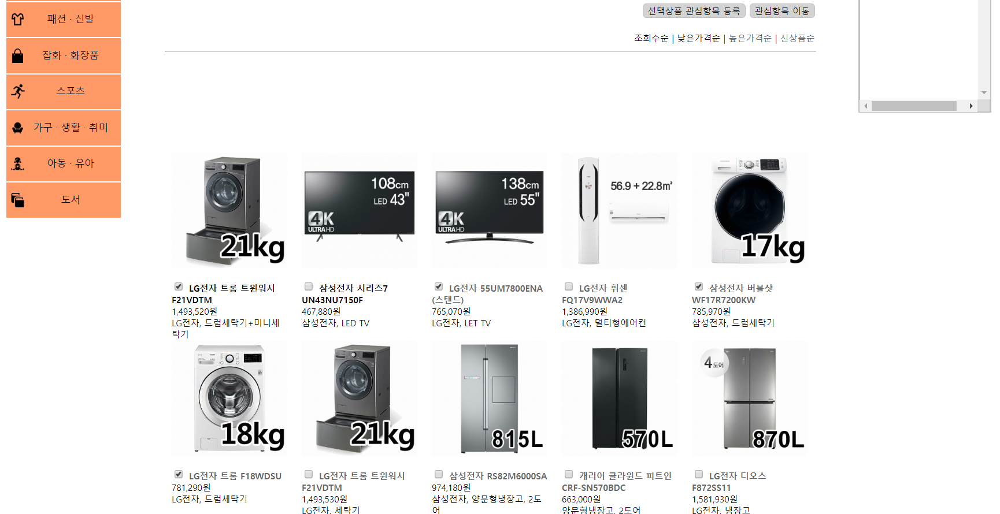 패션 · 신발
잡화 · 화장품
스포츠
가구 · 생활 · 취미
아동 · 유아
도서
선택상품 관심항목 등록 관심항목 이동
조회수순 | 낮은가격순 | 높은가격순 | 신상품순
21kg
108cm
LED 43"
4K
ULTRA HD
138cm
LED 55"
4K
ULTRA HD
56.9 + 22.8㎡
17kg
LG전자 트롬 트윈워시
F21VDTM
1,493,520원
LG전자, 드럼세탁기+미니세
탁기
삼성전자 시리즈7
UN43NU7150F
467,880원
삼성전자, LED TV
LG전자 55UM7800ENA
(스탠드)
765,070원
LG전자, LET TV
LG전자 휘센
FQ17V9WWA2
1,386,990원
LG전자, 멀티형에어컨
삼성전자 버블샷
WF17R7200KW
785,970원
삼성전자, 드럼세탁기
18kg
21kg
815L
570L
4도어
870L
LG전자 트롬 F18WDSU
781,290원
LG전자, 드럼세탁기
LG전자 트롬 트윈워시
F21VDTM
1,493,530원
LG전자, 세탁기
삼성전자 RS82M6000SA
974,180원
삼성전자, 양문형냉장고, 2도
어
캐리어 클라윈드 피트인
CRF-SN570BDC
663,000원
양문형냉장고, 2도어
LG전자 디오스
F872SS11
1,581,930원
LG전자, 냉장고